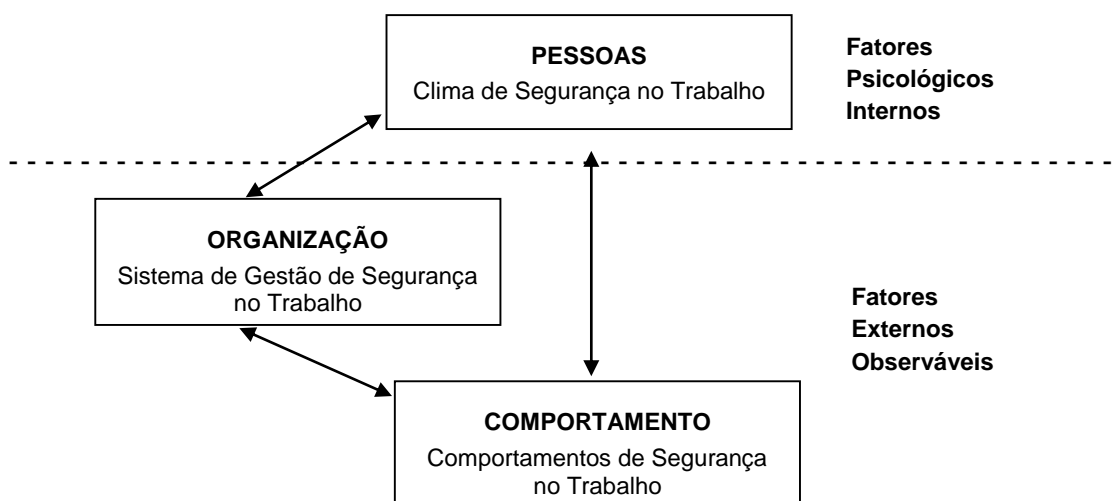 PESSOAS
Clima de Segurança no Trabalho
Fatores
Psicológicos
Internos
ORGANIZAÇÃO
Sistema de Gestão de Segurança
no Trabalho
Fatores
Externos
Observáveis
COMPORTAMENTO
Comportamentos de Segurança
no Trabalho